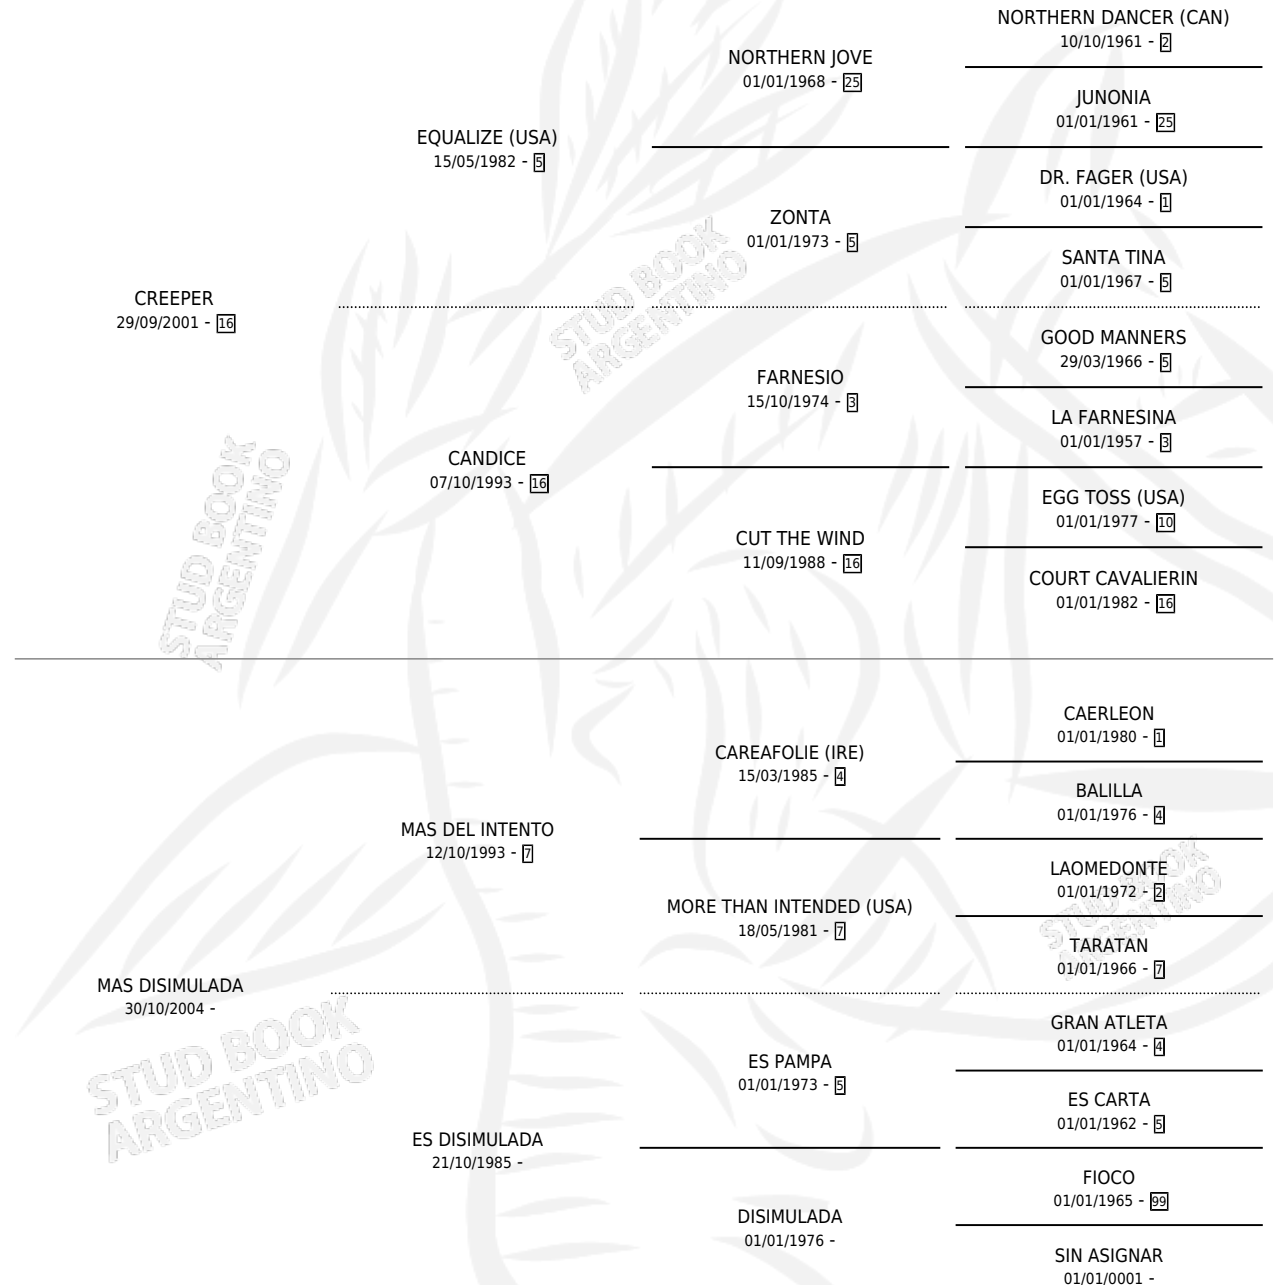 NORTHERN DANCER (CAN)
10/10/1961 - 2
NORTHERN JOVE
01/01/1968 - 25
JUNONIA
01/01/1961 - 25
EQUALIZE (USA)
15/05/1982 - 5
DR. FAGER (USA)
01/01/1964 - 1
ZONTA
01/01/1973 - 5
SANTA TINA
01/01/1967 - 5
CREEPER
29/09/2001 - 16
GOOD MANNERS
29/03/1966 - 5
FARNESIO
15/10/1974 - 3
LA FARNESINA
01/01/1957 - 3
CANDICE
07/10/1993 - 16
EGG TOSS (USA)
01/01/1977 - 10
CUT THE WIND
11/09/1988 - 16
COURT CAVALIERIN
01/01/1982 - 16
CAERLEON
01/01/1980 - 1
CAREAFOLIE (IRE)
15/03/1985 - 4
BALILLA
01/01/1976 - 4
MAS DEL INTENTO
12/10/1993 - 7
LAOMEDONTE
01/01/1972 - 2
MORE THAN INTENDED (USA)
18/05/1981 - 7
TARATAN
01/01/1966 - 7
MAS DISIMULADA
30/10/2004 -
GRAN ATLETA
01/01/1964 - 4
ES PAMPA
01/01/1973 - 5
ES CARTA
01/01/1962 - 5
ES DISIMULADA
21/10/1985 -
FIOCO
01/01/1965 - 99
DISIMULADA
01/01/1976 -
SIN ASIGNAR
01/01/0001 -
STUD BOOK
ARGENTINO
STUD BOOK
ARGENTINO
STUD BOOK
ARGENTINO
STUD BOOK
ARGENTINO